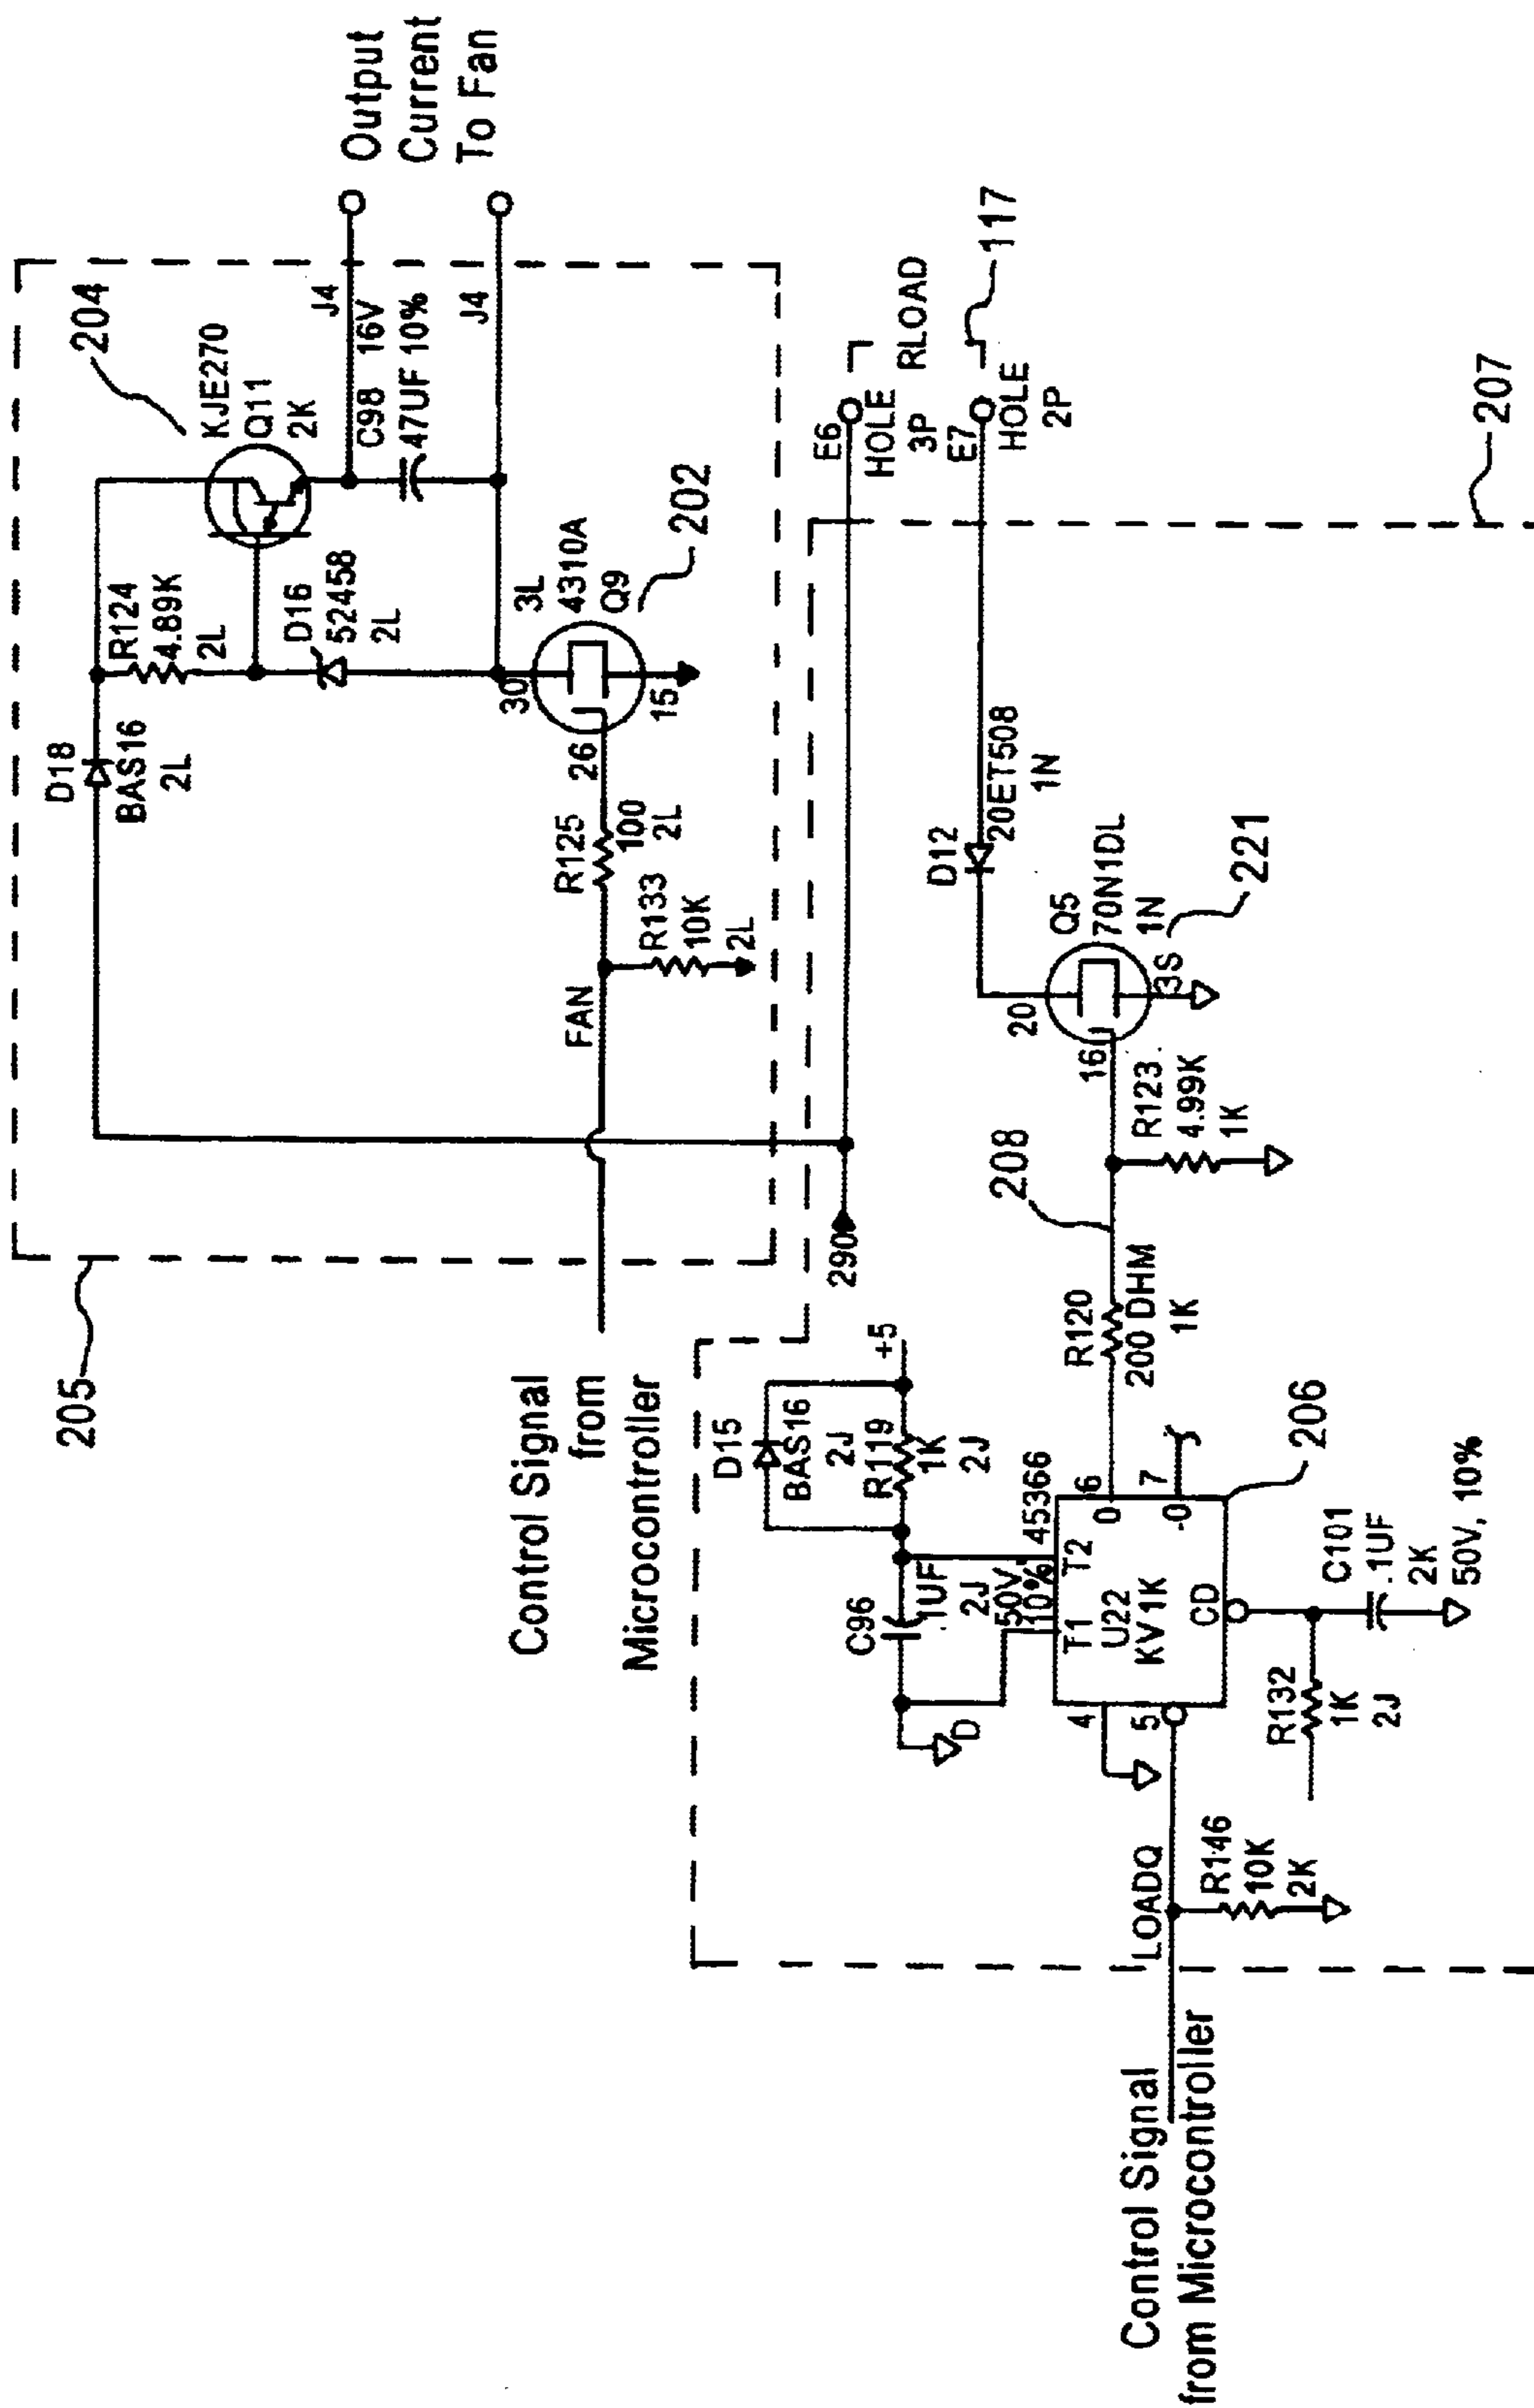 205
204
D18
BAS16
2L
R124
4.89K
2L
KJE270
Q11
2K
D16
52458
2L
J4
C98 16V
.47UF 10%
J4
Output
Current
To Fan
FAN
R125
100
2L
R133
10K
2L
26
30
15
3L
4310A
Q9
202
Control Signal
from
Microcontroller
290
E6
HOLE
3P
RLOAD
E7
HOLE
2P
117
207
D15
BAS16
2J
R119
1K
2J
+5
C96
.1UF
2J
50V,
10%
D
45366
T1
T2
U22
KV1K
CD
4
5
O
6
-O
7
206
R120
200 DHM
1K
208
R123
4.99K
1K
16
20
3S
Q5
70N1DL
1N
221
D12
20ET508
1N
C101
.1UF
2K
50V, 10%
R132
1K
2J
LOADQ
R146
10K
2K
Control Signal
from Microcontroller